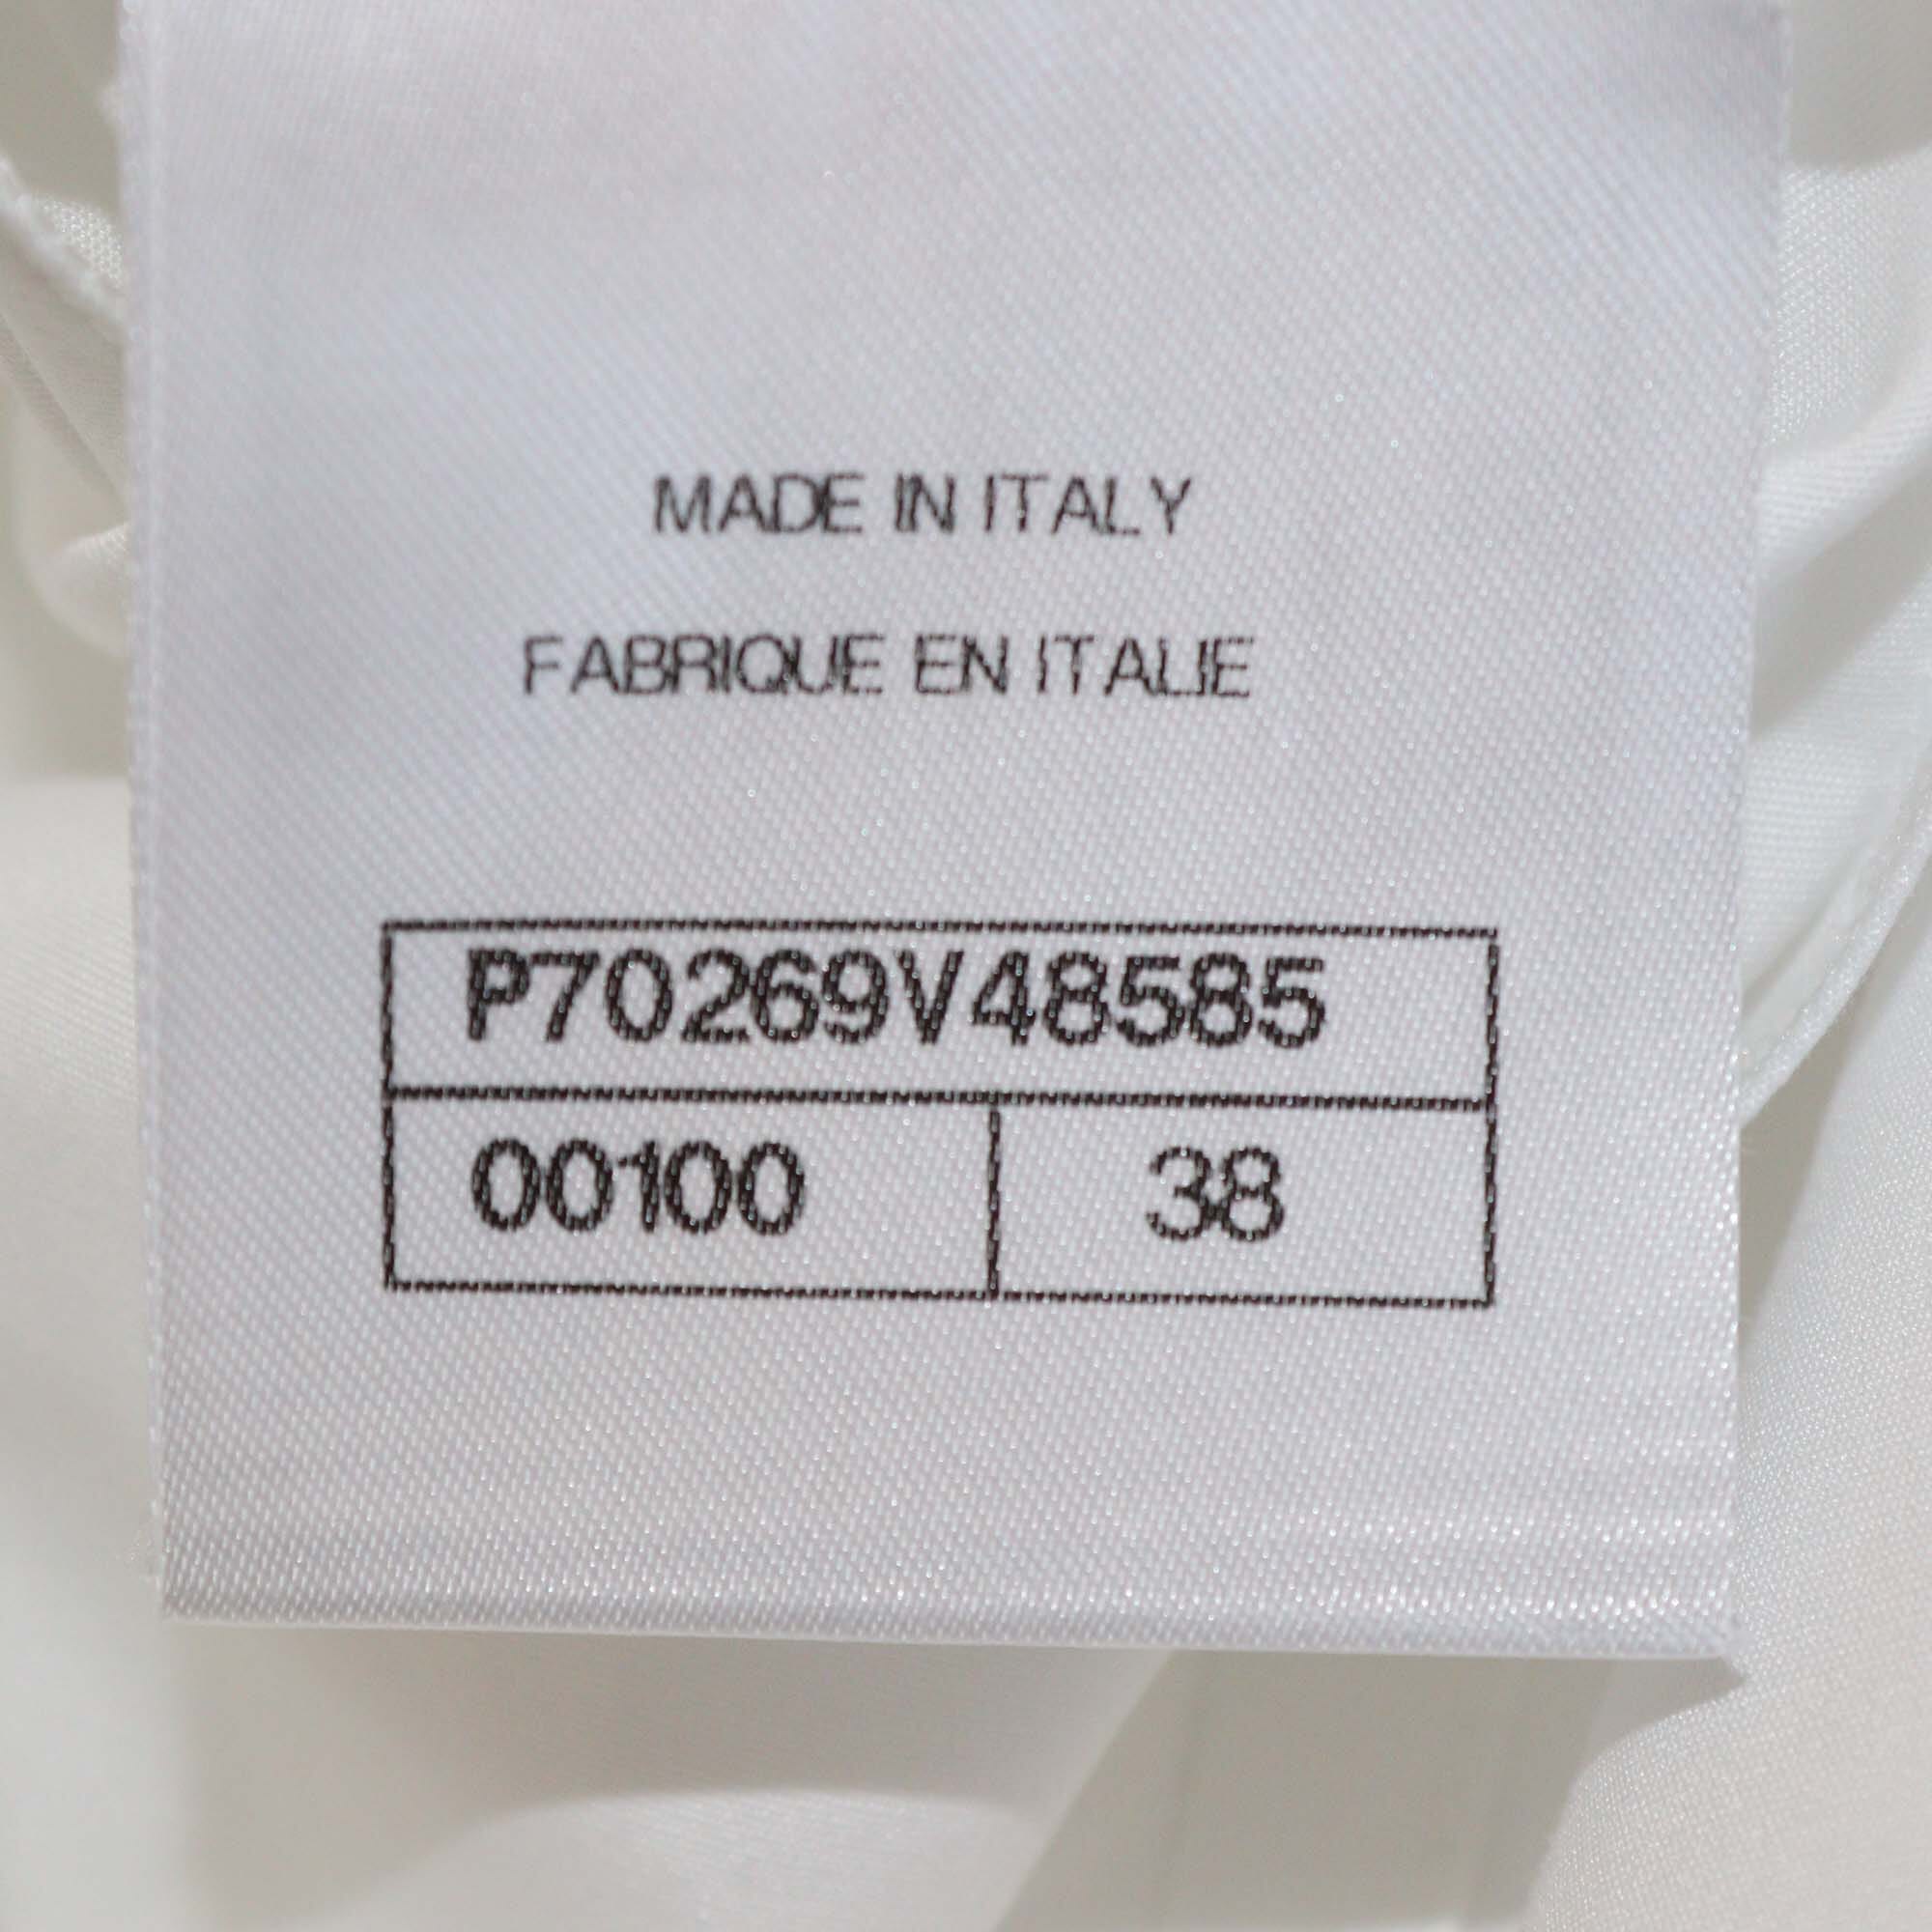 MADE IN ITALY
FABRIQUE EN ITALIE
P70269V48585
00100 38